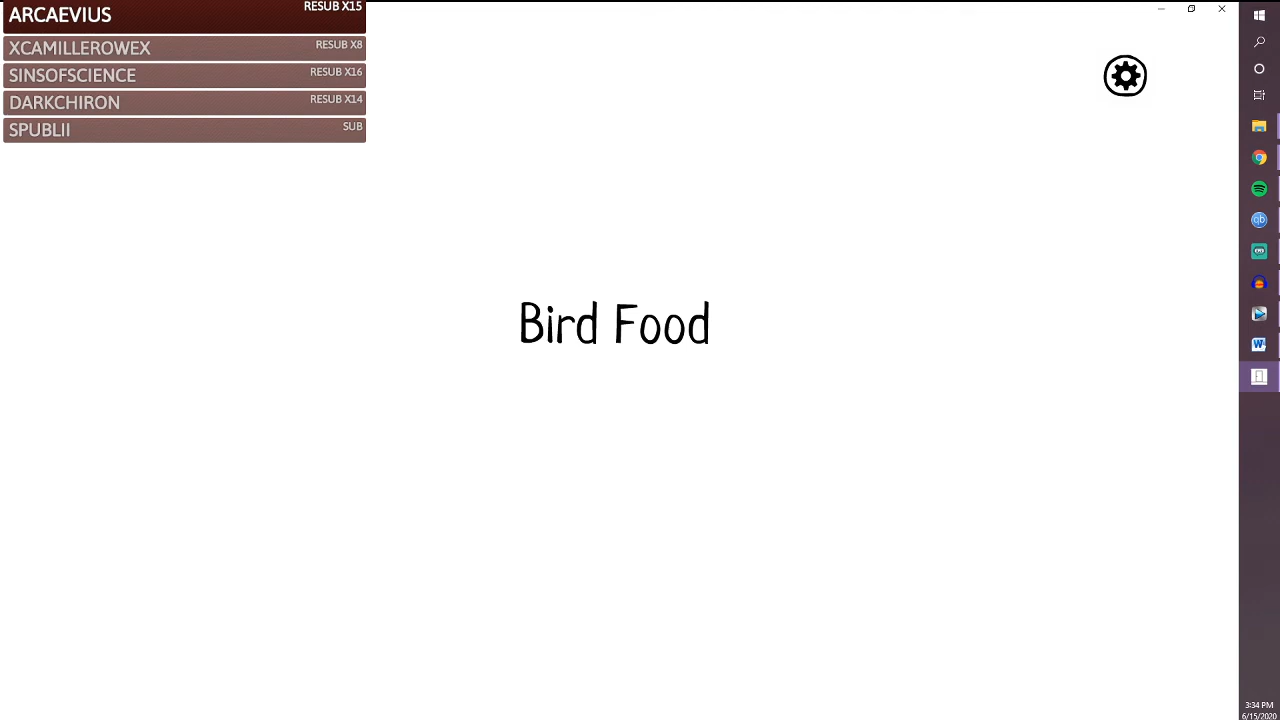 ARCAEVIUS RESUB X15
XCAMILLEROWEX RESUB X8
SINSOFSCIENCE RESUB X16
DARKCHIRON RESUB X14
SPUBLII SUB
Bird Food
qb
W
3:34 PM
6/15/2020